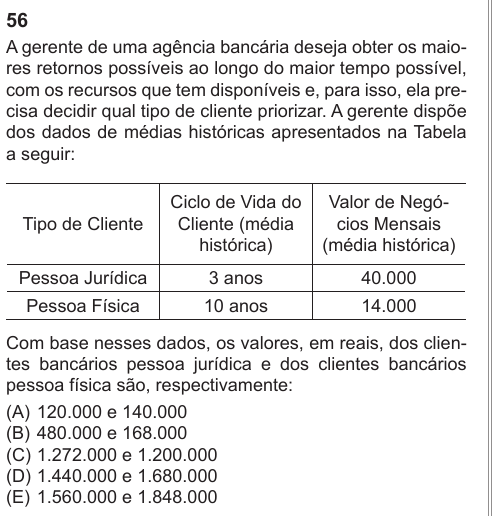 56
A gerente de uma agência bancária deseja obter os maio-
res retornos possíveis ao longo do maior tempo possível,
com os recursos que tem disponíveis e, para isso, ela pre-
cisa decidir qual tipo de cliente priorizar. A gerente dispõe
dos dados de médias históricas apresentados na Tabela
a seguir:
Tipo de Cliente
Ciclo de Vida do
Cliente (média
histórica)
Valor de Negó-
cios Mensais
(média histórica)
Pessoa Jurídica 3 anos 40.000
Pessoa Física 10 anos 14.000
Com base nesses dados, os valores, em reais, dos clien-
tes bancários pessoa jurídica e dos clientes bancários
pessoa física são, respectivamente:
(A) 120.000 e 140.000
(B) 480.000 e 168.000
(C) 1.272.000 e 1.200.000
(D) 1.440.000 e 1.680.000
(E) 1.560.000 e 1.848.000